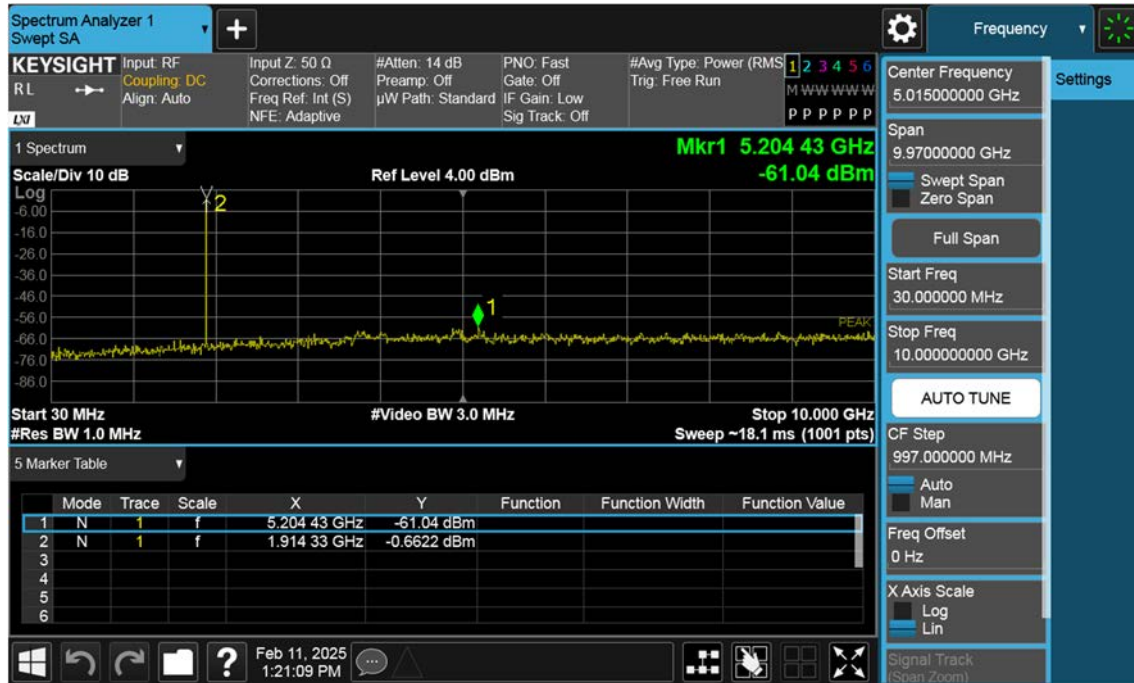 Spectrum Analyzer 1
Swept SA
+
Frequency
KEYSIGHT
RL
LXI
Input: RF
Coupling: DC
Align: Auto
Input Z: 50 Ω
Corrections: Off
Freq Ref: Int (S)
NFE: Adaptive
#Atten: 14 dB
Preamp: Off
µW Path: Standard
PNO: Fast
Gate: Off
IF Gain: Low
Sig Track: Off
#Avg Type: Power (RMS
Trig: Free Run
1 2 3 4 5 6
M W W W W W
P P P P P P
1 Spectrum
Scale/Div 10 dB
Ref Level 4.00 dBm
Mkr1 5.204 43 GHz
-61.04 dBm
Log
-6.00
-16.0
-26.0
-36.0
-46.0
-56.0
-66.0
-76.0
-86.0
2
1
PEAK
Start 30 MHz
#Video BW 3.0 MHz
Stop 10.000 GHz
#Res BW 1.0 MHz
Sweep ~18.1 ms (1001 pts)
5 Marker Table
Mode Trace Scale X Y Function Function Width Function Value
1 N 1 f 5.204 43 GHz -61.04 dBm
2 N 1 f 1.914 33 GHz -0.6622 dBm
3
4
5
6
?
Feb 11, 2025
1:21:09 PM
Center Frequency
5.015000000 GHz
Settings
Span
9.97000000 GHz
Swept Span
Zero Span
Full Span
Start Freq
30.000000 MHz
Stop Freq
10.000000000 GHz
AUTO TUNE
CF Step
997.000000 MHz
Auto
Man
Freq Offset
0 Hz
X Axis Scale
Log
Lin
Signal Track
(Span Zoom)